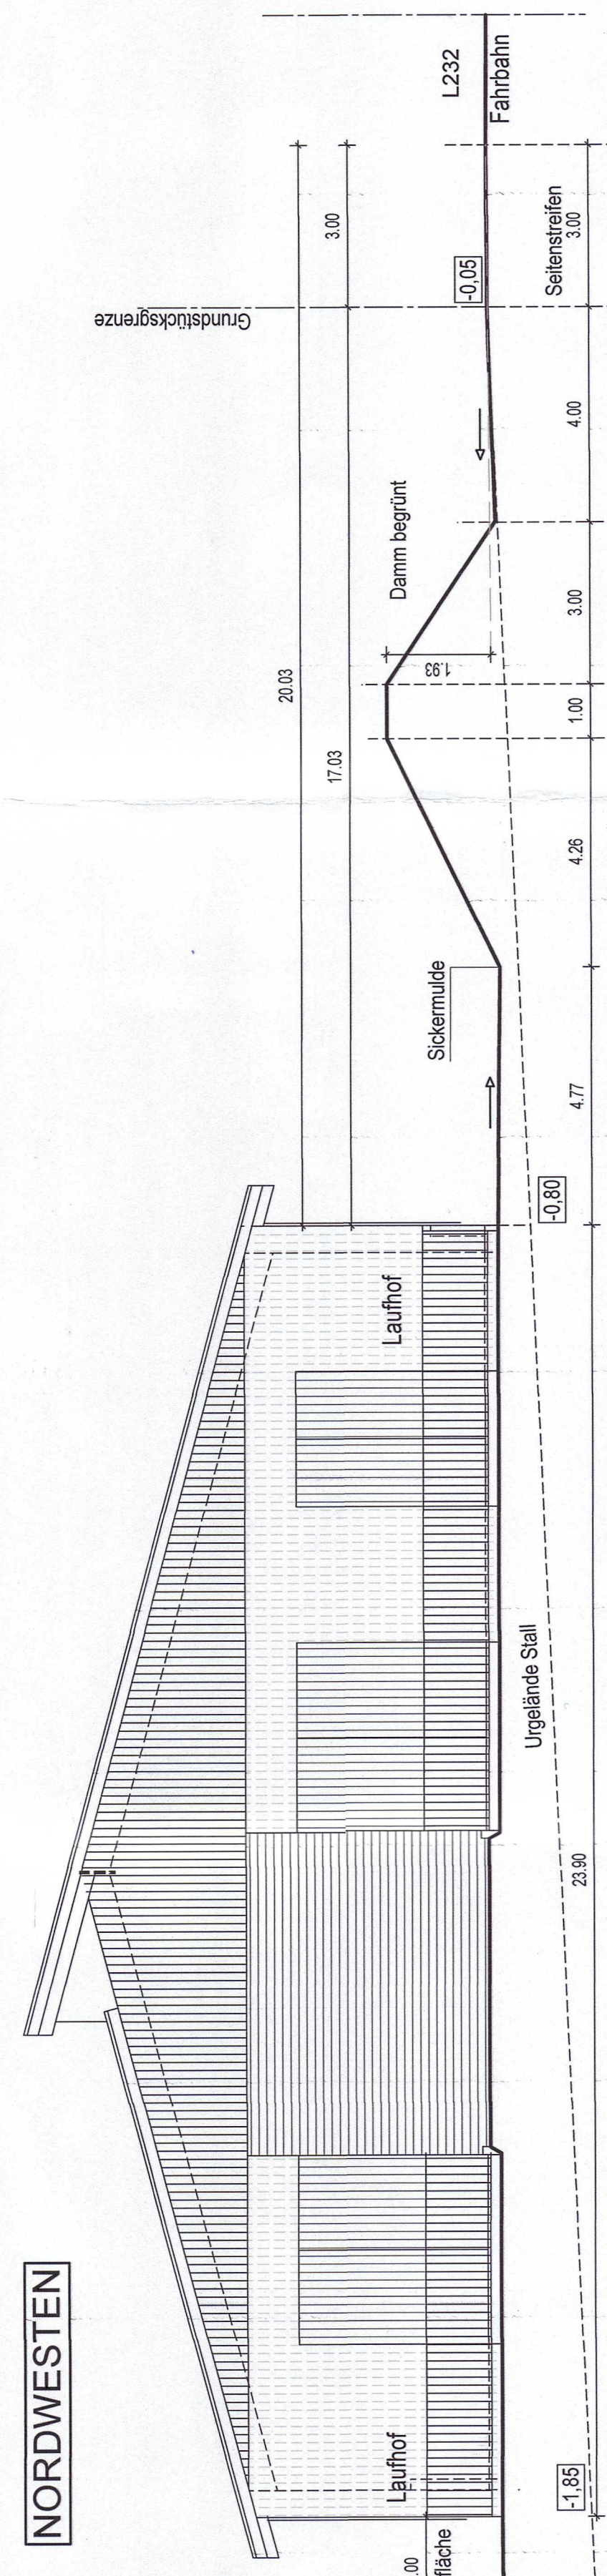 NORDWESTEN
Grundstücksgrenze
L232
Fahrbahn
20.03
17.03
3.00
-0,05
Seitenstreifen
3.00
4.00
Damm begrünt
1.93
3.00
1.00
4.26
Sickermulde
4.77
-0,80
Laufhof
Urgelände Stall
23.90
Laufhof
-1,85
.00
fläche